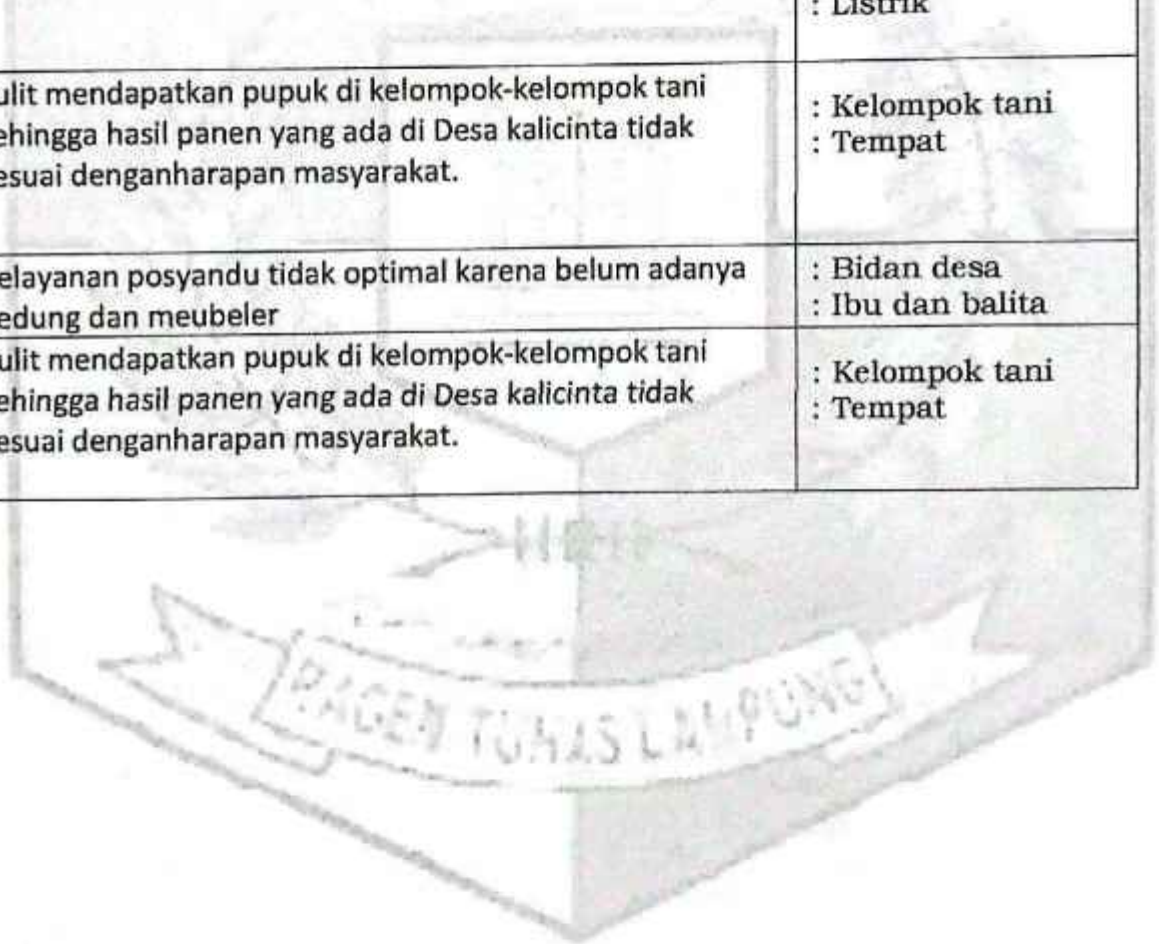 : Listrik
ulit mendapatkan pupuk di kelompok-kelompok tani
ehingga hasil panen yang ada di Desa kalicinta tidak
esuai denganharapan masyarakat.
: Kelompok tani
: Tempat
elayanan posyandu tidak optimal karena belum adanya
edung dan meubeler
: Bidan desa
: Ibu dan balita
ulit mendapatkan pupuk di kelompok-kelompok tani
ehingga hasil panen yang ada di Desa kalicinta tidak
esuai denganharapan masyarakat.
: Kelompok tani
: Tempat
RAGEM TUNAS LAMPUNG